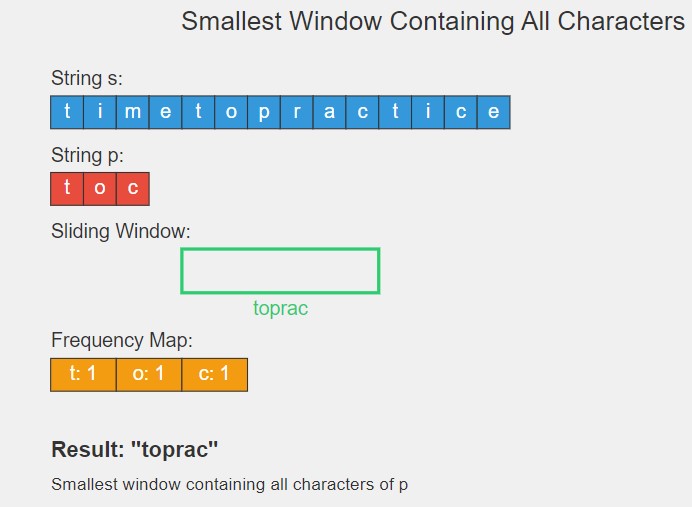 Smallest Window Containing All Characters
String s:
t i m e t o p r a c t i c e
String p:
t o c
Sliding Window:
toprac
Frequency Map:
t: 1 o: 1 c: 1
Result: "toprac"
Smallest window containing all characters of p